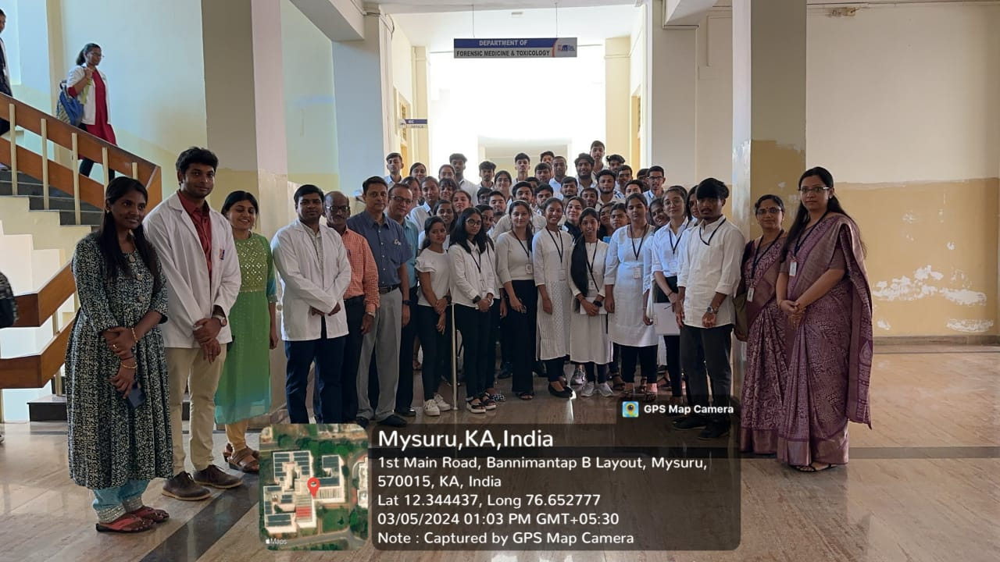 DEPARTMENT OF
FORENSIC MEDICINE & TOXICOLOGY
IEC
OFFICE
GPS Map Camera
Mysuru,KA,India
1st Main Road, Bannimantap B Layout, Mysuru,
570015, KA, India
Lat 12.344437, Long 76.652777
03/05/2024 01:03 PM GMT+05:30
Note : Captured by GPS Map Camera
Maps